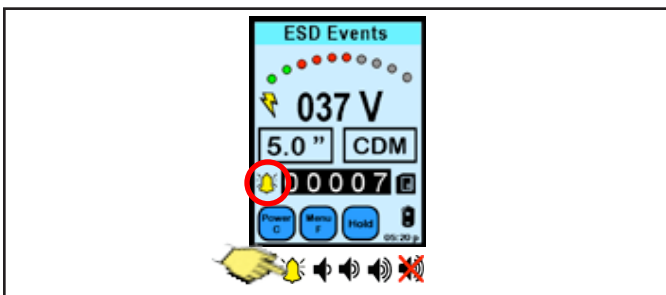 ESD Events
037 V
5.0 ” CDM
00007
Power Menu Hold
C F
05:20 p